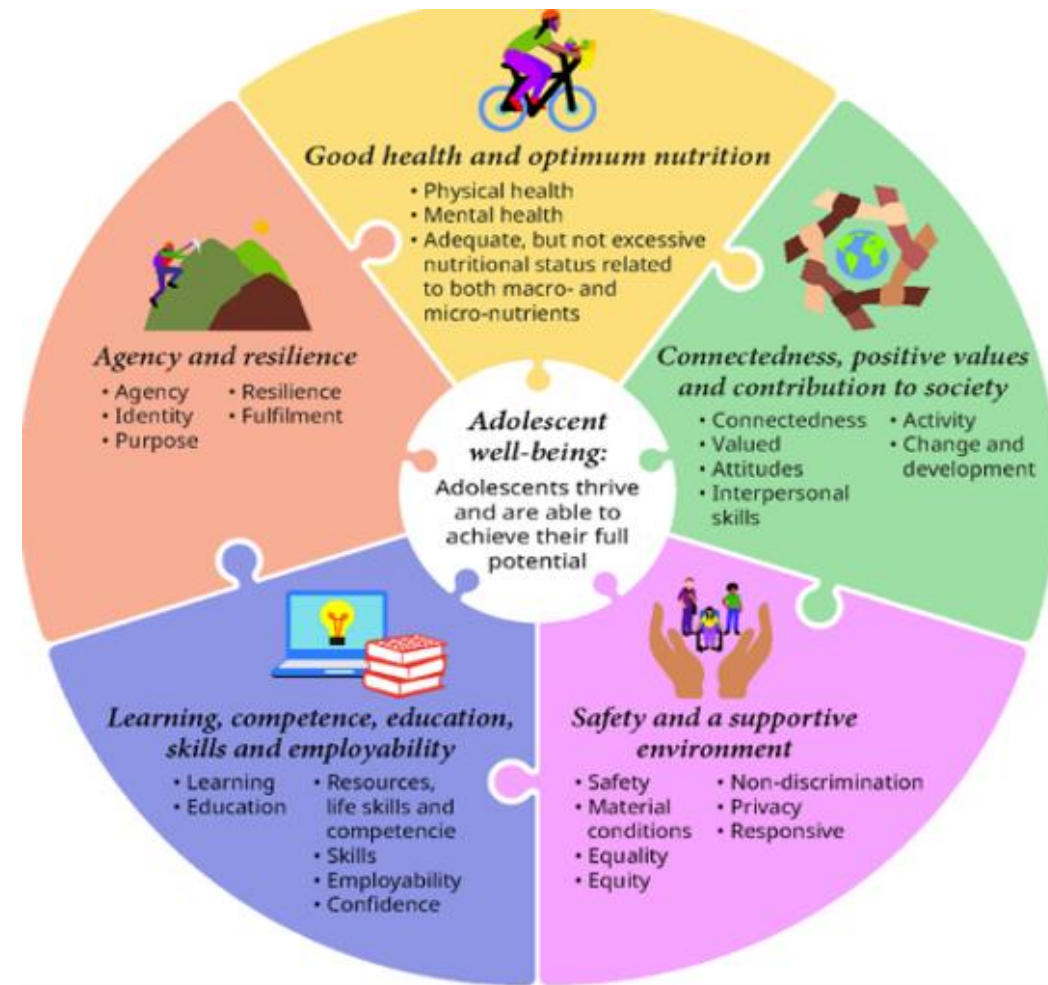 Good health and optimum nutrition
• Physical health
• Mental health
• Adequate, but not excessive
nutritional status related
to both macro- and
micro-nutrients
Agency and resilience
• Agency
• Identity
• Purpose
• Resilience
• Fulfilment
Connectedness, positive values
and contribution to society
• Connectedness
• Valued
• Attitudes
• Interpersonal
skills
• Activity
• Change and
development
Adolescent
well-being:
Adolescents thrive
and are able to
achieve their full
potential
Learning, competence, education,
skills and employability
• Learning
• Education
• Resources,
life skills and
competencie
• Skills
• Employability
• Confidence
Safety and a supportive
environment
• Safety
• Material
conditions
• Equality
• Equity
• Non-discrimination
• Privacy
• Responsive